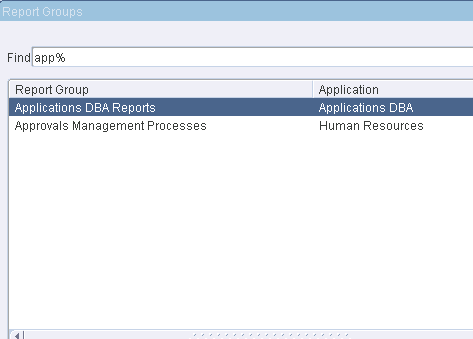 Report Groups
Find app%
Report Group Application
Applications DBA Reports Applications DBA
Approvals Management Processes Human Resources